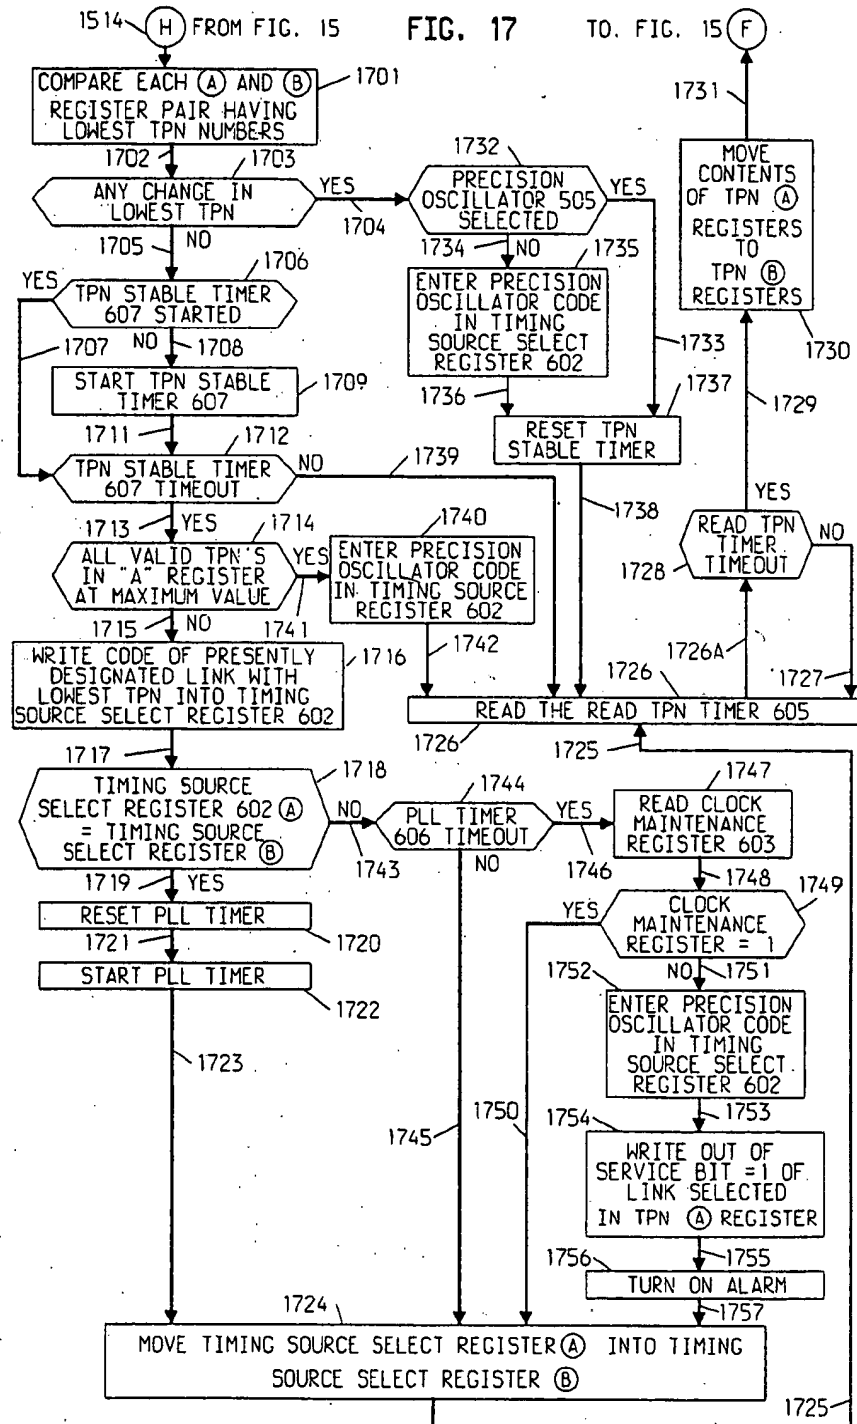 1514 H FROM FIG. 15 FIG. 17 TO. FIG. 15 F
COMPARE EACH A AND B
REGISTER PAIR HAVING
LOWEST TPN NUMBERS
1701
1702
1703
ANY CHANGE IN
LOWEST TPN
YES
1704
1705
NO
1732
PRECISION
OSCILLATOR 505
SELECTED
YES
1733
1734
NO
1735
ENTER PRECISION
OSCILLATOR CODE
IN TIMING
SOURCE SELECT
REGISTER 602
1736
1737
RESET TPN
STABLE TIMER
1738
1731
MOVE
CONTENTS
OF TPN A
REGISTERS
TO
TPN B
REGISTERS
1730
1729
YES
READ TPN
TIMER
TIMEOUT
1728
NO
1726A
1727
1706
YES
TPN STABLE TIMER
607 STARTED
1707
NO
1708
START TPN STABLE
TIMER 607
1709
1711
1712
TPN STABLE TIMER
607 TIMEOUT
NO
1739
1713
YES
1714
ALL VALID TPN'S
IN "A" REGISTER
AT MAXIMUM VALUE
YES
1741
1740
ENTER PRECISION
OSCILLATOR CODE
IN TIMING SOURCE
REGISTER 602
1742
1715
NO
1716
WRITE CODE OF PRESENTLY
DESIGNATED LINK WITH
LOWEST TPN INTO TIMING
SOURCE SELECT REGISTER 602
1726
READ THE READ TPN TIMER 605
1726
1725
1717
1718
TIMING SOURCE
SELECT REGISTER 602 A
= TIMING SOURCE
SELECT REGISTER B
NO
1743
1744
PLL TIMER
606 TIMEOUT
YES
1746
NO
1747
READ CLOCK
MAINTENANCE
REGISTER 603
1748
1749
YES
CLOCK
MAINTENANCE
REGISTER = 1
1719
YES
RESET PLL TIMER
1720
1721
START PLL TIMER
1722
1723
1745
1750
NO
1751
1752
ENTER PRECISION
OSCILLATOR CODE
IN TIMING
SOURCE SELECT
REGISTER 602
1753
1754
WRITE OUT OF
SERVICE BIT =1 OF
LINK SELECTED
IN TPN A REGISTER
1755
1756
TURN ON ALARM
1757
1724
MOVE TIMING SOURCE SELECT REGISTER A INTO TIMING
SOURCE SELECT REGISTER B
1725